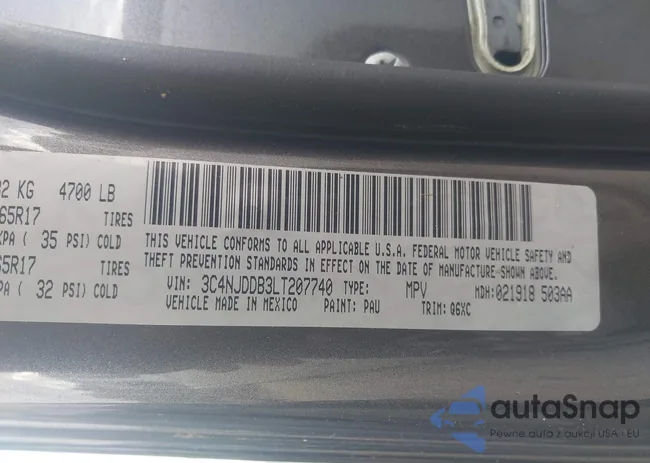 02 KG 4700 LB
65R17 TIRES
KPA ( 35 PSI) COLD
65R17 TIRES
PA ( 32 PSI) COLD
THIS VEHICLE CONFORMS TO ALL APPLICABLE U.S.A. FEDERAL MOTOR VEHICLE SAFETY AND
THEFT PREVENTION STANDARDS IN EFFECT ON THE DATE OF MANUFACTURE SHOWN ABOVE.
VIN: 3C4NJDDB3LT207740 TYPE: MPV MDH:021918 503AA
VEHICLE MADE IN MEXICO PAINT: PAU TRIM: Q6XC
autaSnap
Pewne auta z aukcji USA i EU